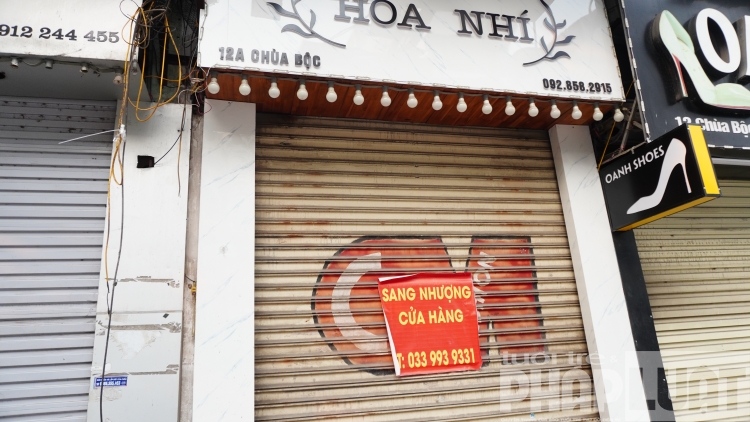 912 244 455
HOA NHÍ
12A CHÙA BỘC
092.858.2915
12 Chùa Bộc
OANH SHOES
SANG NHƯỢNG
CỬA HÀNG
T: 033 993 9331
PHÁP LUẬT